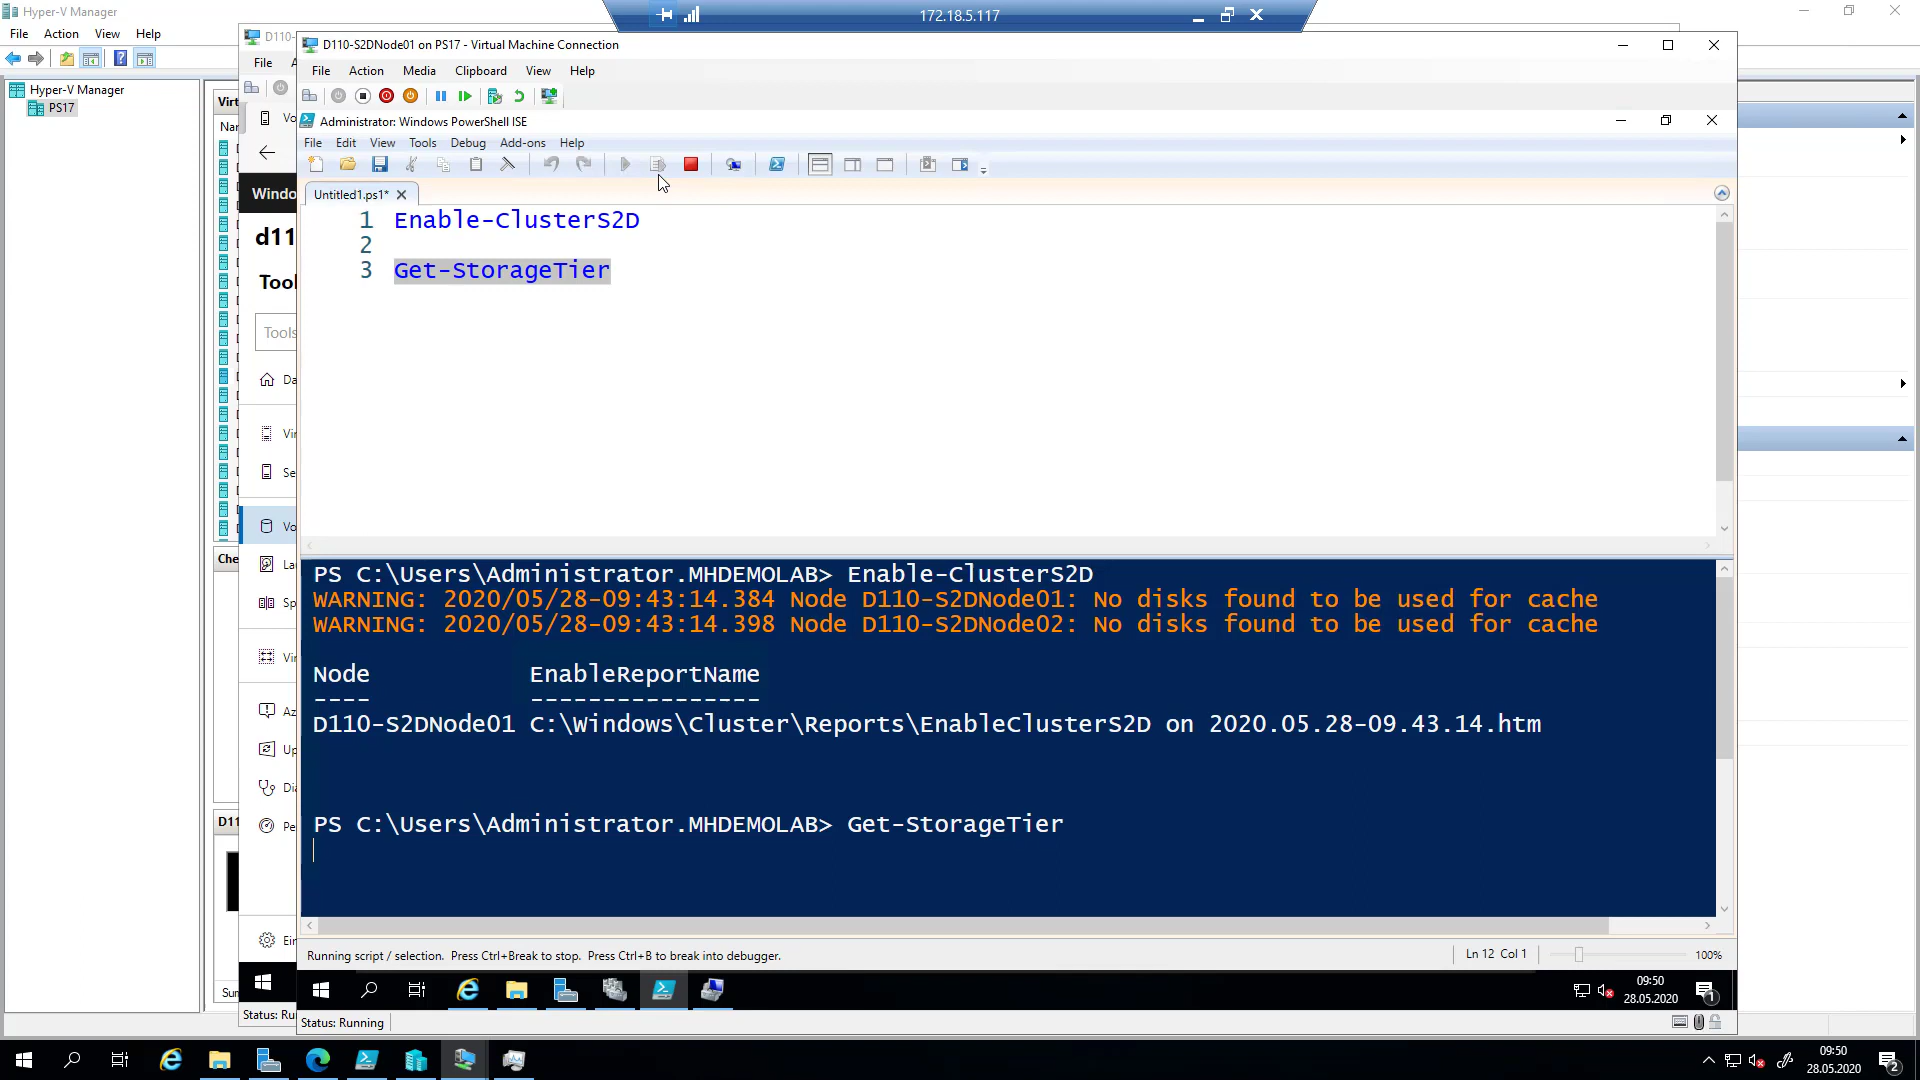 Hyper-V Manager
172.18.5.117
File Action View Help
Hyper-V Manager
PS17
D110-
File
D110-S2DNode01 on PS17 - Virtual Machine Connection
File Action Media Clipboard View Help
Administrator: Windows PowerShell ISE
File Edit View Tools Debug Add-ons Help
Untitled1.ps1* X
1 Enable-ClusterS2D
2
3 Get-StorageTier
PS C:\Users\Administrator.MHDEMOLAB> Enable-ClusterS2D
WARNING: 2020/05/28-09:43:14.384 Node D110-S2DNode01: No disks found to be used for cache
WARNING: 2020/05/28-09:43:14.398 Node D110-S2DNode02: No disks found to be used for cache
Node EnableReportName
---- ----------------
D110-S2DNode01 C:\Windows\Cluster\Reports\EnableClusterS2D on 2020.05.28-09.43.14.htm
PS C:\Users\Administrator.MHDEMOLAB> Get-StorageTier
Running script / selection. Press Ctrl+Break to stop. Press Ctrl+B to break into debugger.
Ln 12 Col 1
100%
09:50
28.05.2020
Status: Running
09:50
28.05.2020